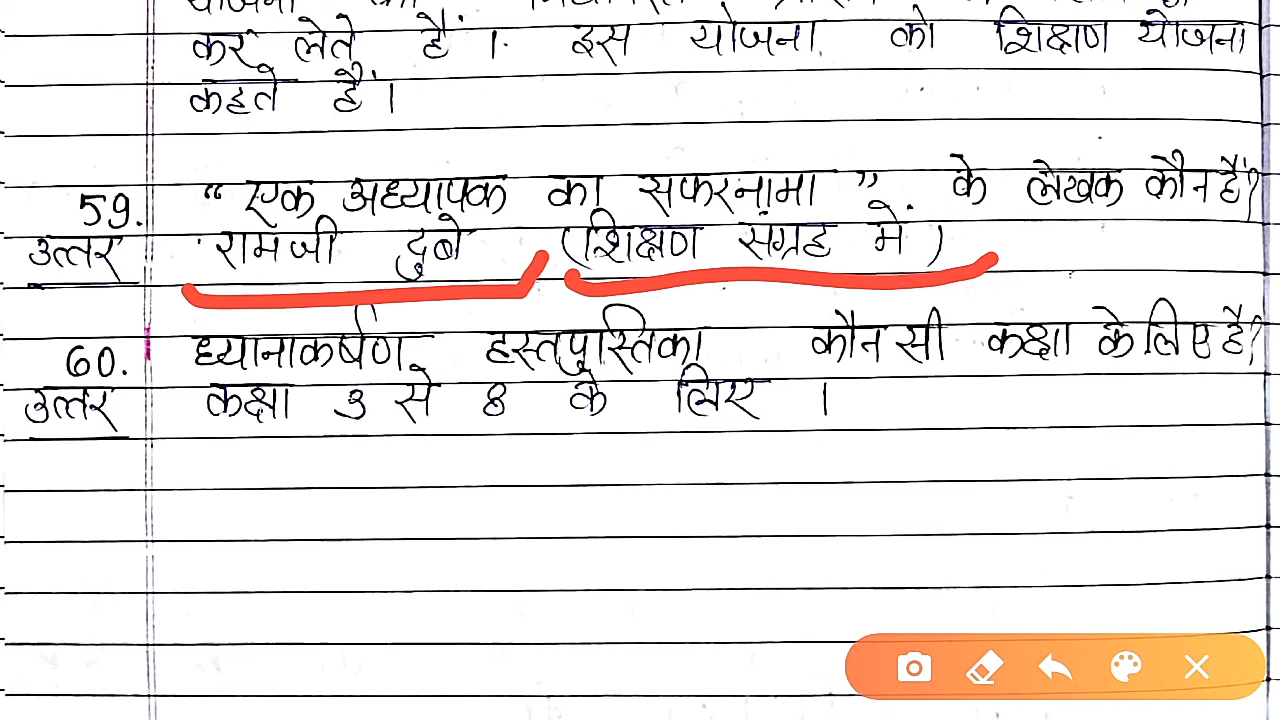 कर लेते हैं । इस योजना को शिक्षण योजना
कहते हैं ।
59. “ एक अध्यापक का सफरनामा ” के लेखक कौन हैं?
उत्तर रामजी दुबे (शिक्षण संग्रह में)
60. ध्यानाकर्षण हस्तपुस्तिका कौन सी कक्षा के लिए है?
उत्तर कक्षा 3 से 8 के लिए ।